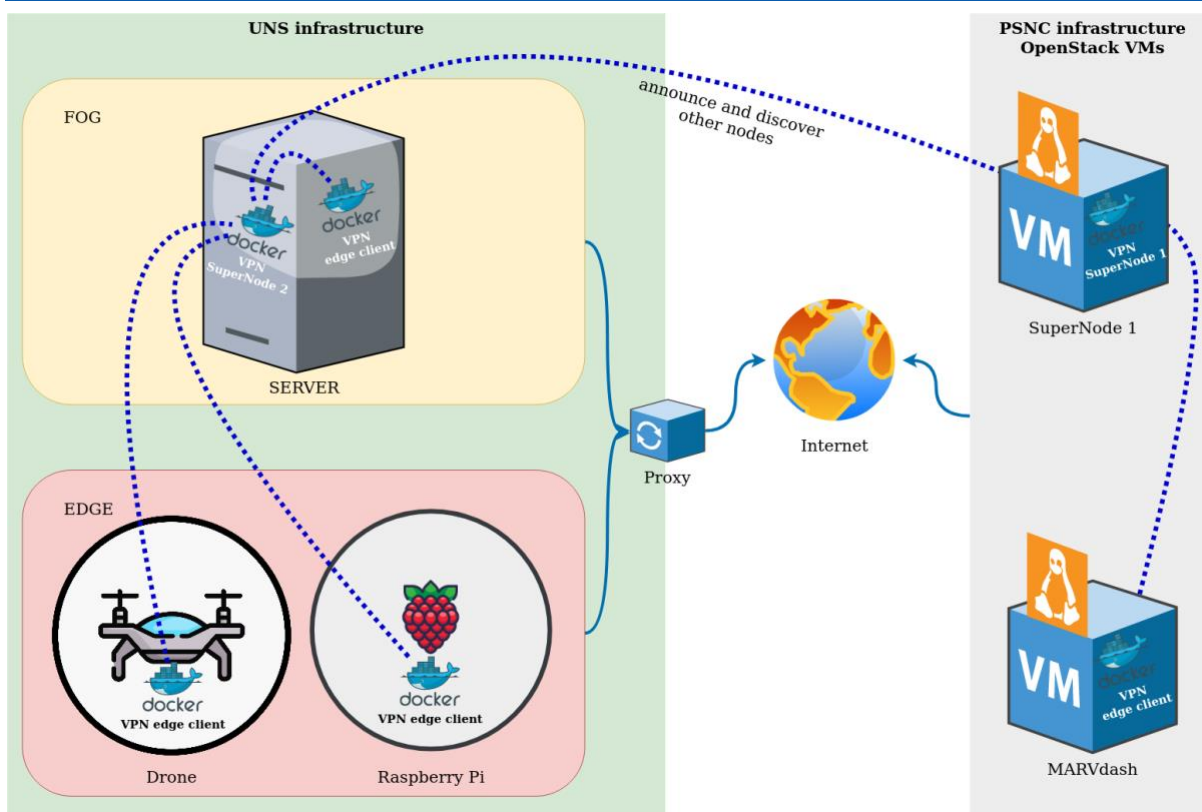 UNS infrastructure
PSNC infrastructure
OpenStack VMs
FOG
announce and discover
other nodes
docker
VPN
edge client
docker
VPN
SuperNode 2
SERVER
VM
docker
VPN
SuperNode 1
SuperNode 1
Internet
Proxy
EDGE
docker
VPN edge client
Drone
docker
VPN edge client
Raspberry Pi
VM
docker
VPN
edge client
MARVdash